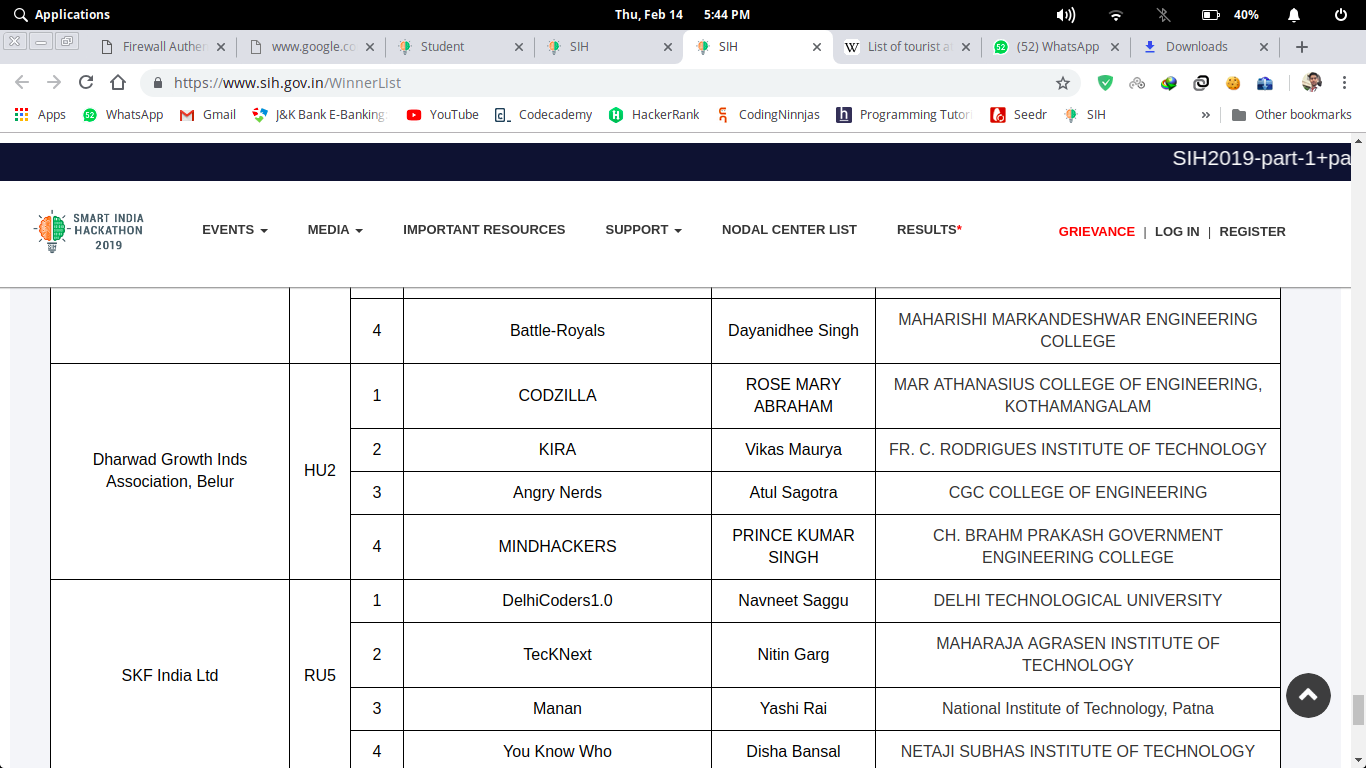 Applications
Thu, Feb 14 5:44 PM
40%
Firewall Auther
www.google.co
Student
SIH
SIH
List of tourist a
(52) WhatsApp
Downloads
https://www.sih.gov.in/WinnerList
Apps
52
WhatsApp
Gmail
J&K Bank E-Banking
YouTube
Codecademy
HackerRank
CodingNinnjas
Programming Tutor
Seedr
SIH
»
Other bookmarks
SIH2019-part-1+pa
SMART INDIA
HACKATHON
2019
EVENTS
MEDIA
IMPORTANT RESOURCES
SUPPORT
NODAL CENTER LIST
RESULTS*
GRIEVANCE | LOG IN | REGISTER
4 Battle-Royals Dayanidhee Singh MAHARISHI MARKANDESHWAR ENGINEERING
COLLEGE
Dharwad Growth Inds
Association, Belur
HU2
1 CODZILLA ROSE MARY
ABRAHAM
MAR ATHANASIUS COLLEGE OF ENGINEERING,
KOTHAMANGALAM
2 KIRA Vikas Maurya FR. C. RODRIGUES INSTITUTE OF TECHNOLOGY
3 Angry Nerds Atul Sagotra CGC COLLEGE OF ENGINEERING
4 MINDHACKERS PRINCE KUMAR
SINGH
CH. BRAHM PRAKASH GOVERNMENT
ENGINEERING COLLEGE
SKF India Ltd
RU5
1 DelhiCoders1.0 Navneet Saggu DELHI TECHNOLOGICAL UNIVERSITY
2 TecKNext Nitin Garg MAHARAJA AGRASEN INSTITUTE OF
TECHNOLOGY
3 Manan Yashi Rai National Institute of Technology, Patna
4 You Know Who Disha Bansal NETAJI SUBHAS INSTITUTE OF TECHNOLOGY